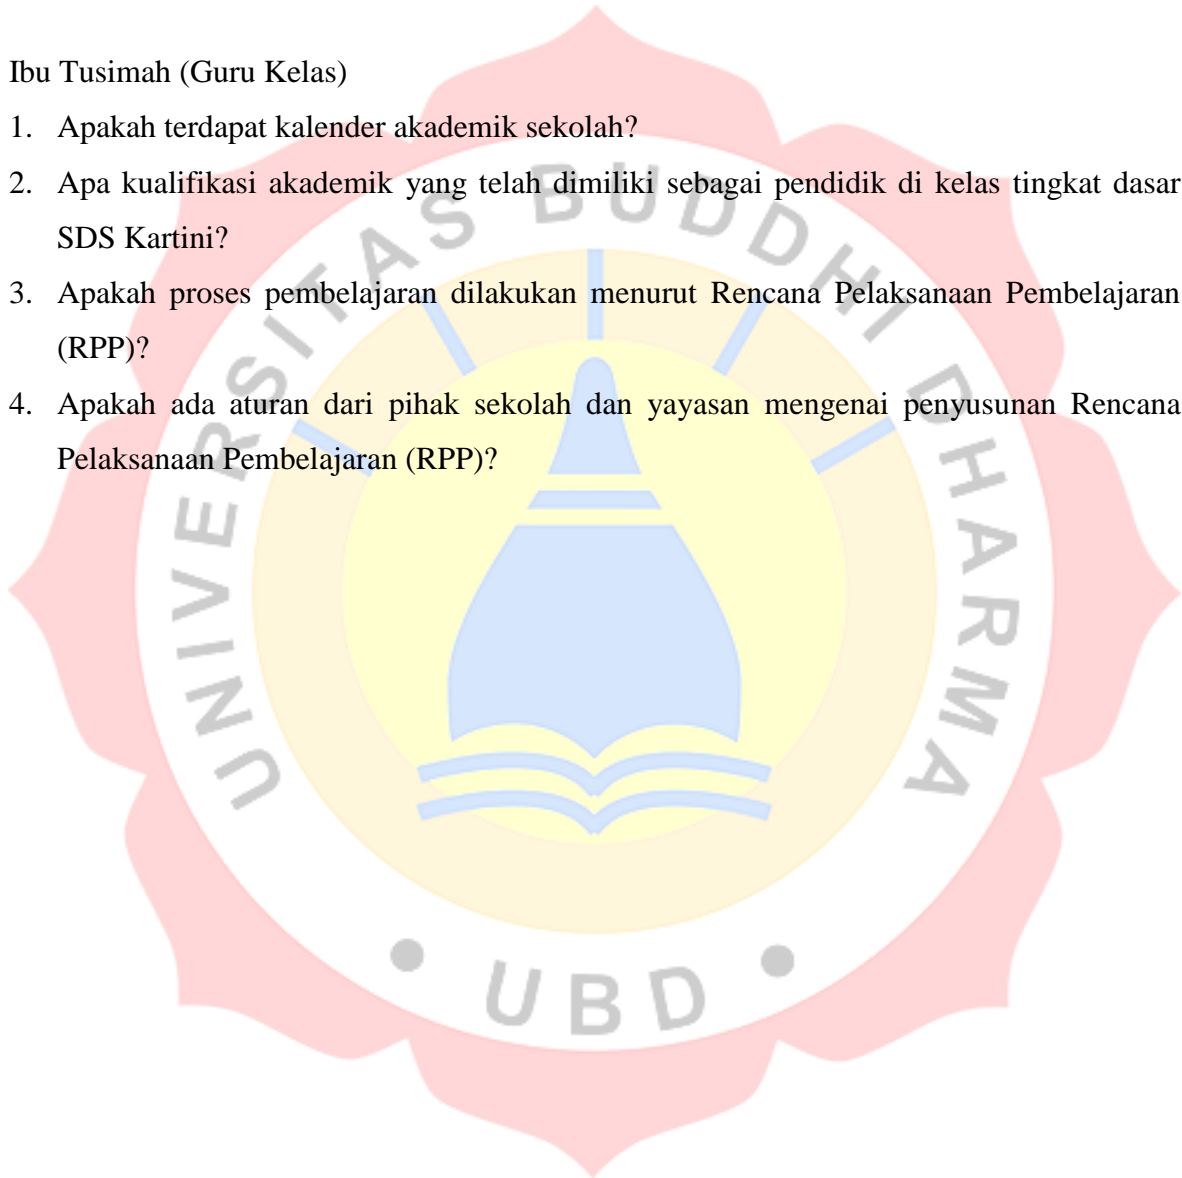 Ibu Tusimah (Guru Kelas)
1. Apakah terdapat kalender akademik sekolah?
2. Apa kualifikasi akademik yang telah dimiliki sebagai pendidik di kelas tingkat dasar
SDS Kartini?
3. Apakah proses pembelajaran dilakukan menurut Rencana Pelaksanaan Pembelajaran
(RPP)?
4. Apakah ada aturan dari pihak sekolah dan yayasan mengenai penyusunan Rencana
Pelaksanaan Pembelajaran (RPP)?
UNIVERSITAS BUDDHI DHARMA
• UBD •